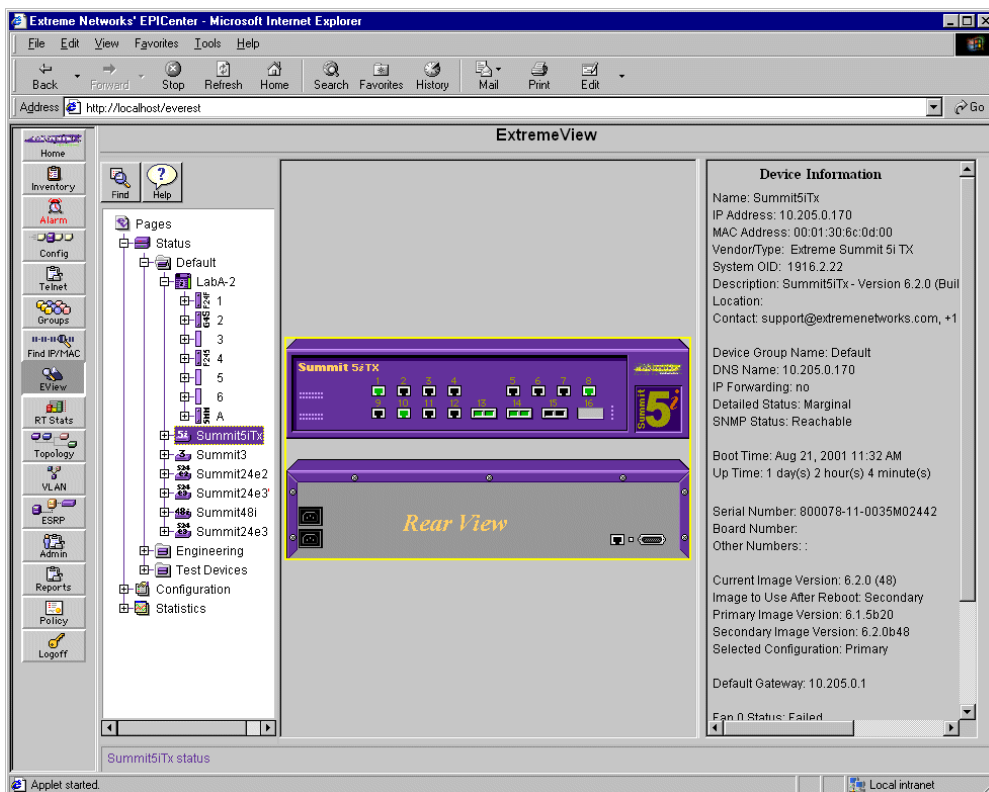 Extreme Networks' EPICenter - Microsoft Internet Explorer
File Edit View Favorites Tools Help
Back Forward Stop Refresh Home Search Favorites History Mail Print Edit
Address http://localhost/everest Go
ExtremeView
Home
Inventory
Alarm
Config
Telnet
Groups
Find IP/MAC
EView
RT Stats
Topology
VLAN
ESRP
Admin
Reports
Policy
Logoff
Find Help
Pages
Status
Default
LabA-2
1
2
3
4
5
6
A
5i Summit5iTx
3 Summit3
S24 e3 Summit24e2
S24 e3 Summit24e3
48i Summit48i
S24 e3 Summit24e3
Engineering
Test Devices
Configuration
Statistics
Summit 5iTX
1 2 3 4 5 6 7 8
9 10 11 12 13 14 15 16
Summit 5i
Rear View
Device Information
Name: Summit5iTx
IP Address: 10.205.0.170
MAC Address: 00:01:30:6c:0d:00
Vendor/Type: Extreme Summit 5i TX
System OID: 1916.2.22
Description: Summit5iTx - Version 6.2.0 (Buil
Location:
Contact: support@extremenetworks.com, +1
Device Group Name: Default
DNS Name: 10.205.0.170
IP Forwarding: no
Detailed Status: Marginal
SNMP Status: Reachable
Boot Time: Aug 21, 2001 11:32 AM
Up Time: 1 day(s) 2 hour(s) 4 minute(s)
Serial Number: 800078-11-0035M02442
Board Number:
Other Numbers: :
Current Image Version: 6.2.0 (48)
Image to Use After Reboot: Secondary
Primary Image Version: 6.1.5b20
Secondary Image Version: 6.2.0b48
Selected Configuration: Primary
Default Gateway: 10.205.0.1
Fan 0 Status: Failed
Summit5iTx status
Applet started. Local intranet